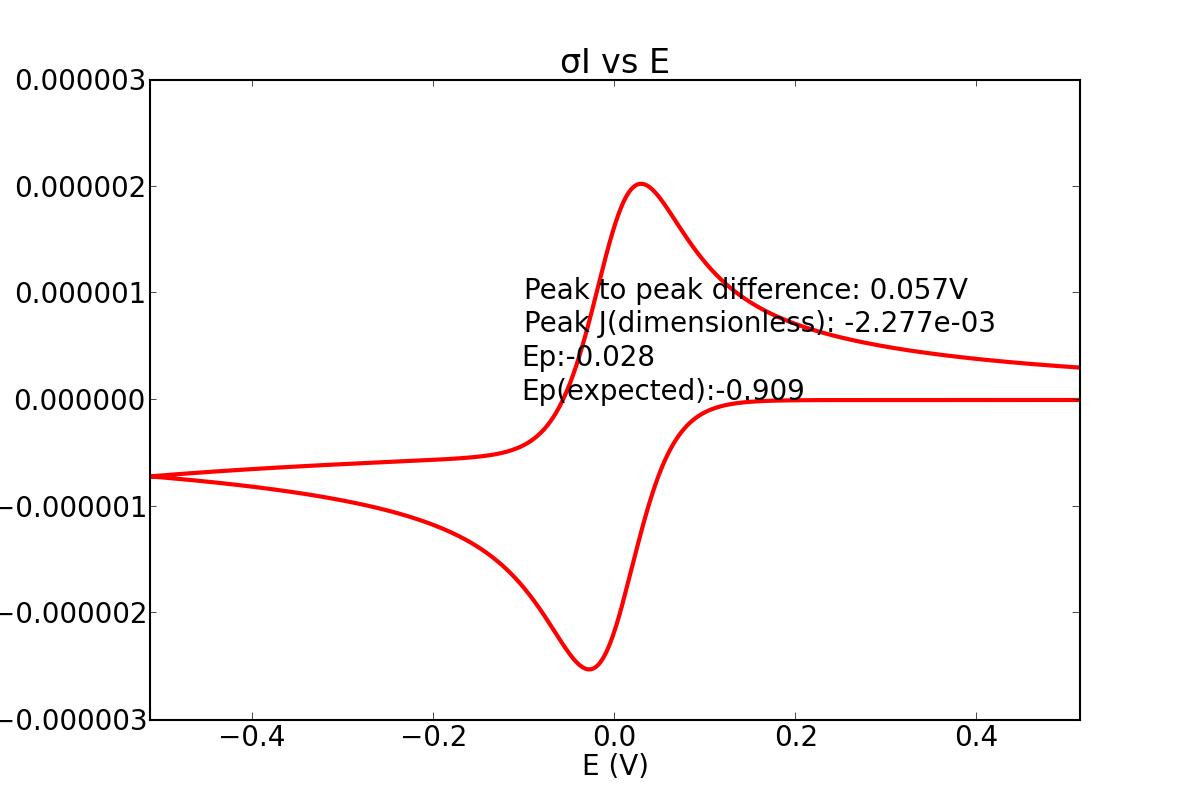 σI vs E
0.000003
0.000002
0.000001
0.000000
−0.000001
−0.000002
−0.000003
Peak to peak difference: 0.057V
Peak J(dimensionless): -2.277e-03
Ep:-0.028
Ep(expected):-0.909
−0.4 −0.2 0.0 0.2 0.4
E (V)